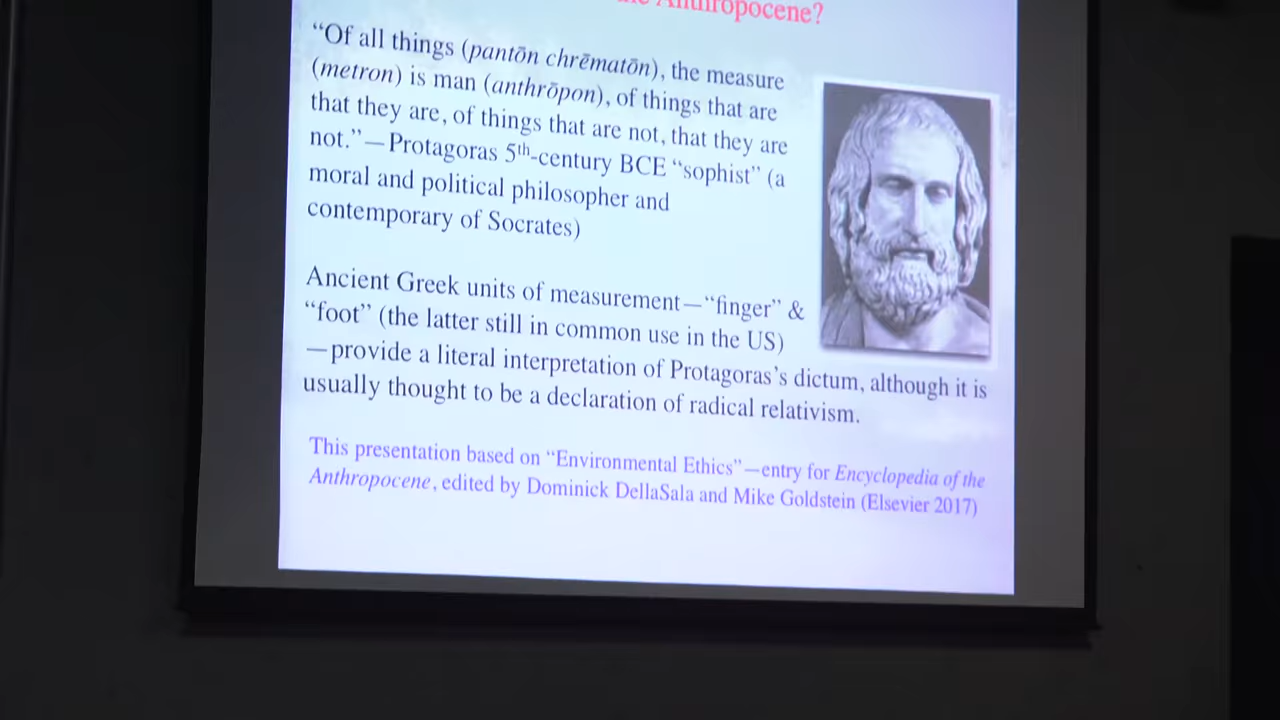 Anthropocene?
“Of all things (pantōn chrēmatōn), the measure
(metron) is man (anthrōpon), of things that are
that they are, of things that are not, that they are
not.”—Protagoras 5th-century BCE “sophist” (a
moral and political philosopher and
contemporary of Socrates)
Ancient Greek units of measurement—“finger” &
“foot” (the latter still in common use in the US)
—provide a literal interpretation of Protagoras’s dictum, although it is
usually thought to be a declaration of radical relativism.
This presentation based on “Environmental Ethics”—entry for Encyclopedia of the
Anthropocene, edited by Dominick DellaSala and Mike Goldstein (Elsevier 2017)